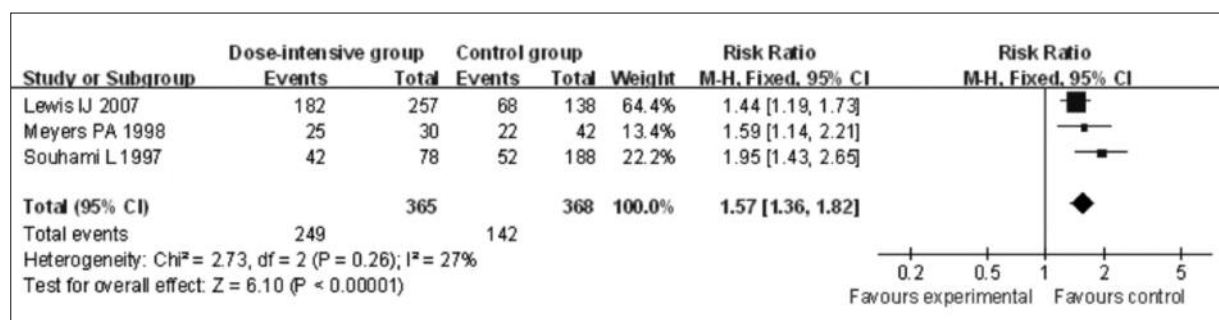 Dose-intensive group Control group Risk Ratio Risk Ratio
Study or Subgroup Events Total Events Total Weight M-H, Fixed, 95% CI M-H, Fixed, 95% CI
Lewis IJ 2007 182 257 68 138 64.4% 1.44 [1.19, 1.73]
Meyers PA 1998 25 30 22 42 13.4% 1.59 [1.14, 2.21]
Souhami L 1997 42 78 52 188 22.2% 1.95 [1.43, 2.65]
Total (95% CI) 365 368 100.0% 1.57 [1.36, 1.82]
Total events 249 142
Heterogeneity: Chi² = 2.73, df = 2 (P = 0.26); I² = 27%
Test for overall effect: Z = 6.10 (P < 0.00001)
0.2 0.5 1 2 5
Favours experimental Favours control